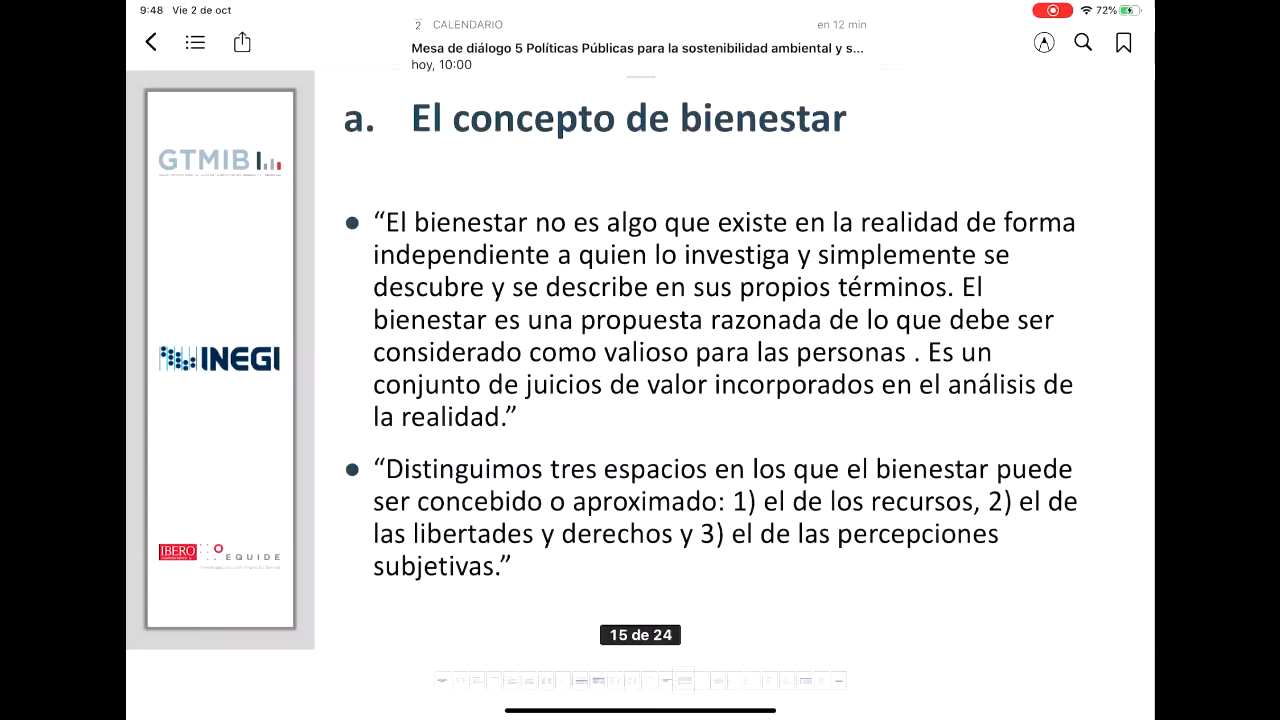 9:48 Vie 2 de oct
72%
2 CALENDARIO
en 12 min
Mesa de diálogo 5 Políticas Públicas para la sostenibilidad ambiental y s...
hoy, 10:00
a. El concepto de bienestar
GTMIB
INEGI
IBERO
EQUIDE
● “El bienestar no es algo que existe en la realidad de forma
independiente a quien lo investiga y simplemente se
descubre y se describe en sus propios términos. El
bienestar es una propuesta razonada de lo que debe ser
considerado como valioso para las personas . Es un
conjunto de juicios de valor incorporados en el análisis de
la realidad.”
● “Distinguimos tres espacios en los que el bienestar puede
ser concebido o aproximado: 1) el de los recursos, 2) el de
las libertades y derechos y 3) el de las percepciones
subjetivas.”
15 de 24